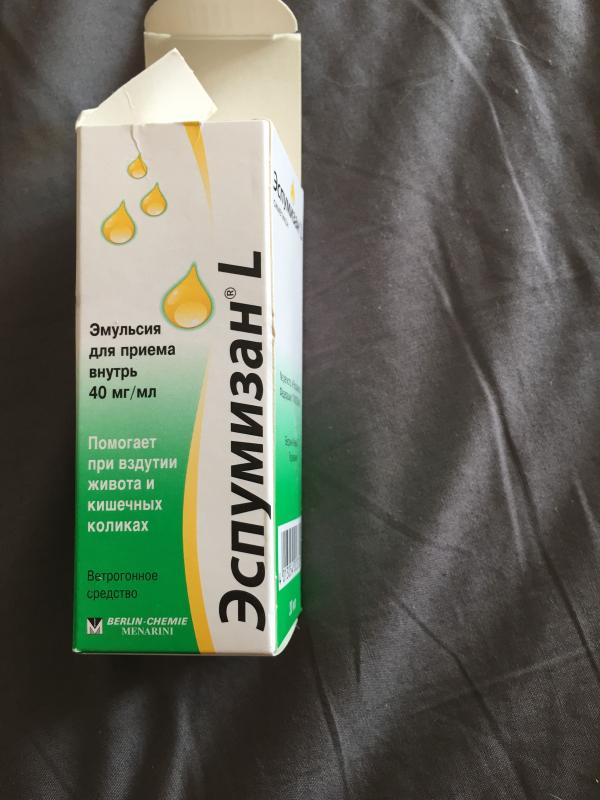 Эмульсия
для приема
внутрь
40 мг/мл
Помогает
при вздутии
живота и
кишечных
коликах
Ветрогонное
средство
BERLIN-CHEMIE
MENARINI
Эспумизан® L
Эспумизан